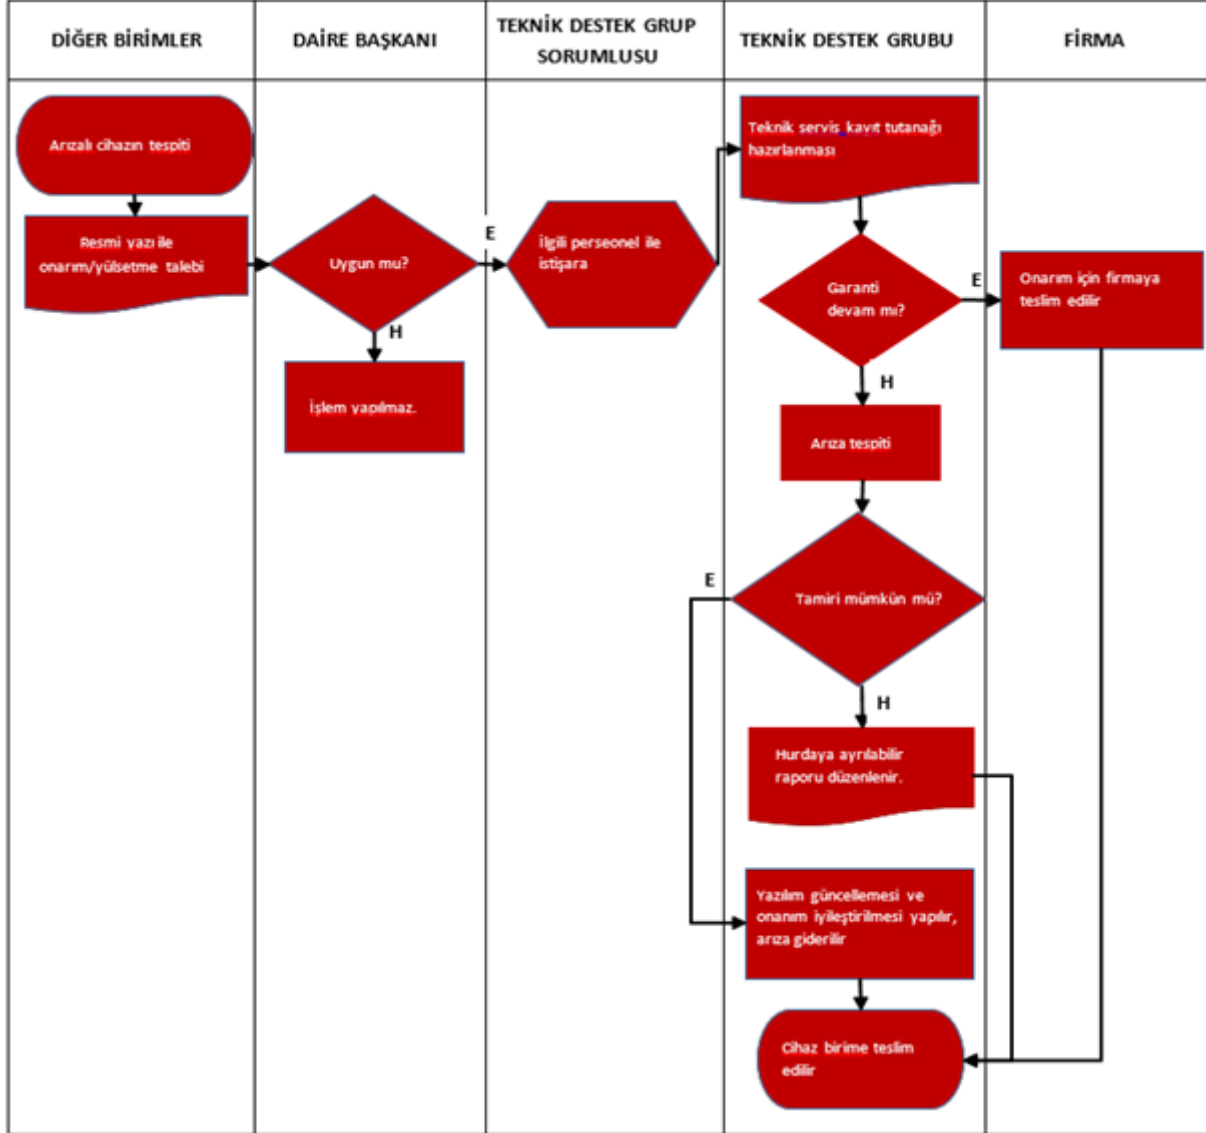 DİĞER BİRİMLER
DAİRE BAŞKANI
TEKNİK DESTEK GRUP
SORUMLUSU
TEKNİK DESTEK GRUBU
FİRMA
Arızalı cihazın tespiti
Resmi yazı ile
onarım/yülsetme talebi
Uygun mu?
E
H
İşlem yapılmaz.
İlgili perseonel ile
istişara
Teknik servis kayıt tutanağı
hazırlanması
Garanti
devam mı?
E
Onarım için firmaya
teslim edilir
H
Arıza tespiti
E
Tamiri mümkün mü?
H
Hurdaya ayrılabilir
raporu düzenlenir.
Yazılım güncellemesi ve
onanım iyileştirilmesi yapılır,
arıza giderilir
Cihaz birime teslim
edilir